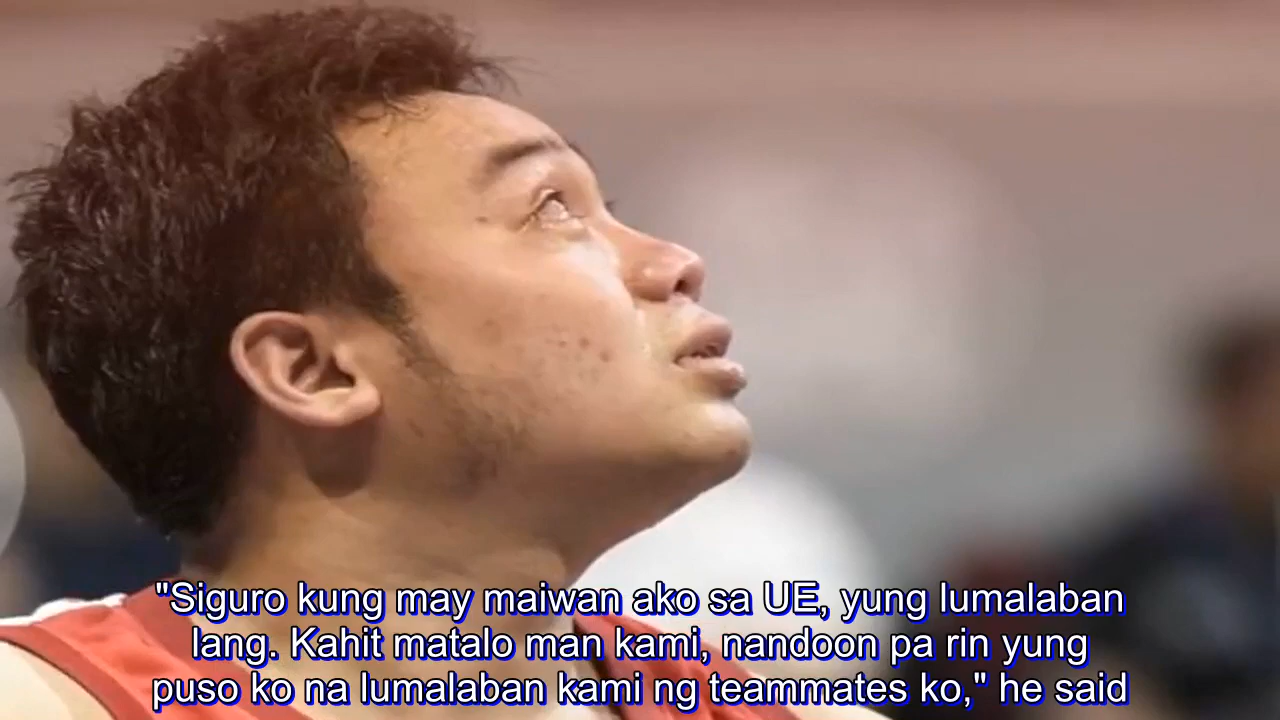 "Siguro kung may maiwan ako sa UE, yung lumalaban
lang. Kahit matalo man kami, nandoon pa rin yung
puso ko na lumalaban kami ng teammates ko," he said